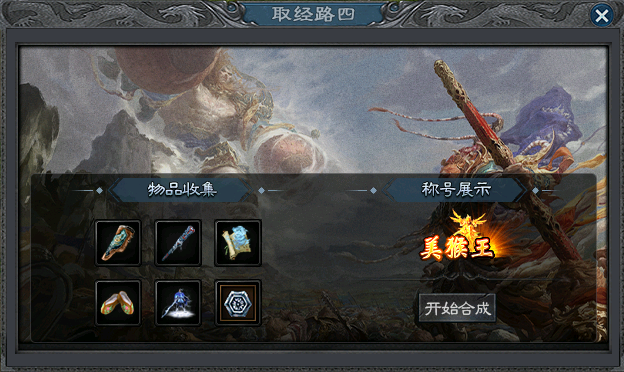 取经路四
物品收集
称号展示
美猴王
开始合成